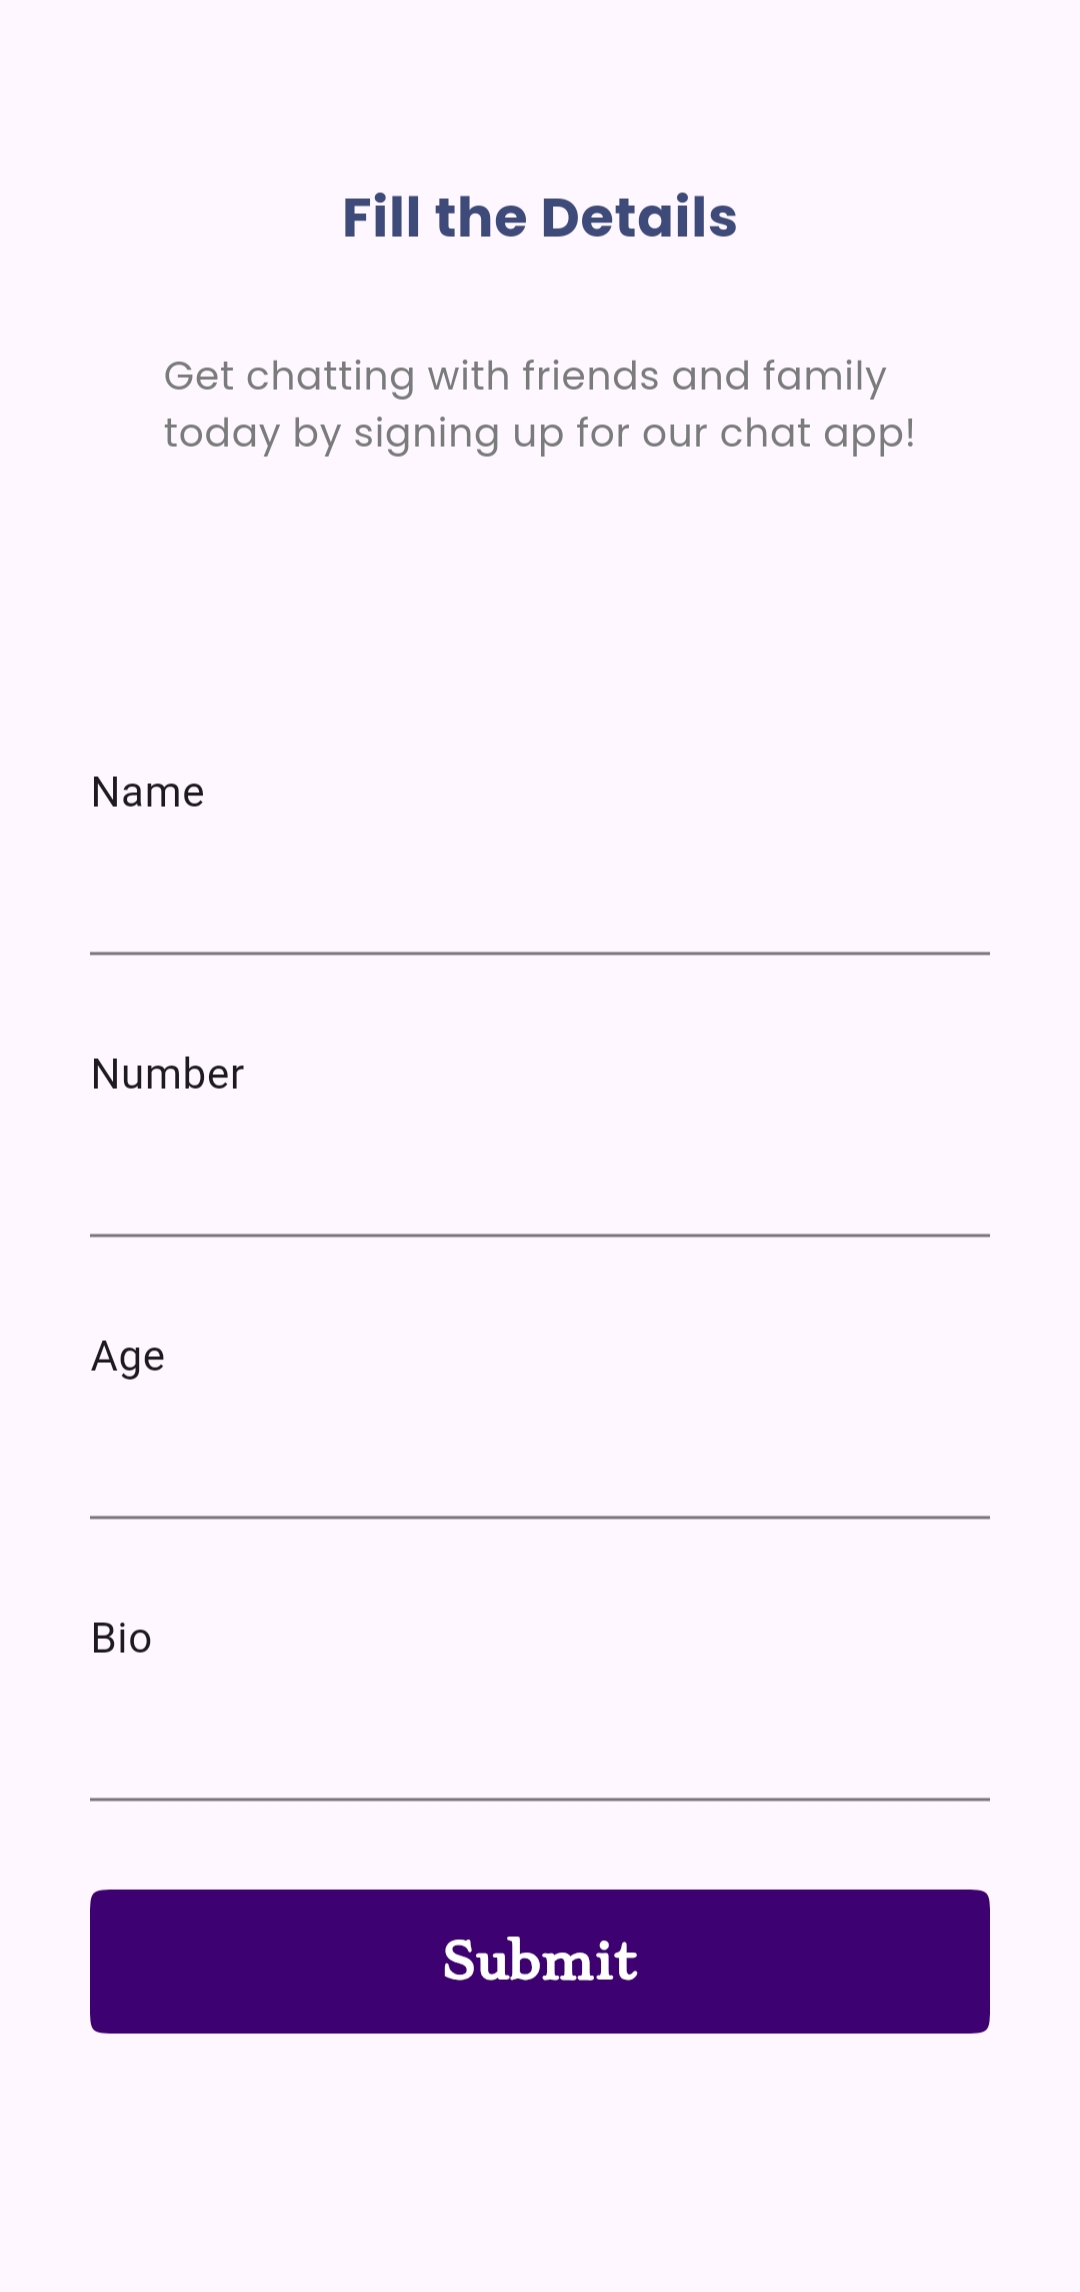 Fill the Details
Get chatting with friends and family
today by signing up for our chat app!
Name
Number
Age
Bio
Submit